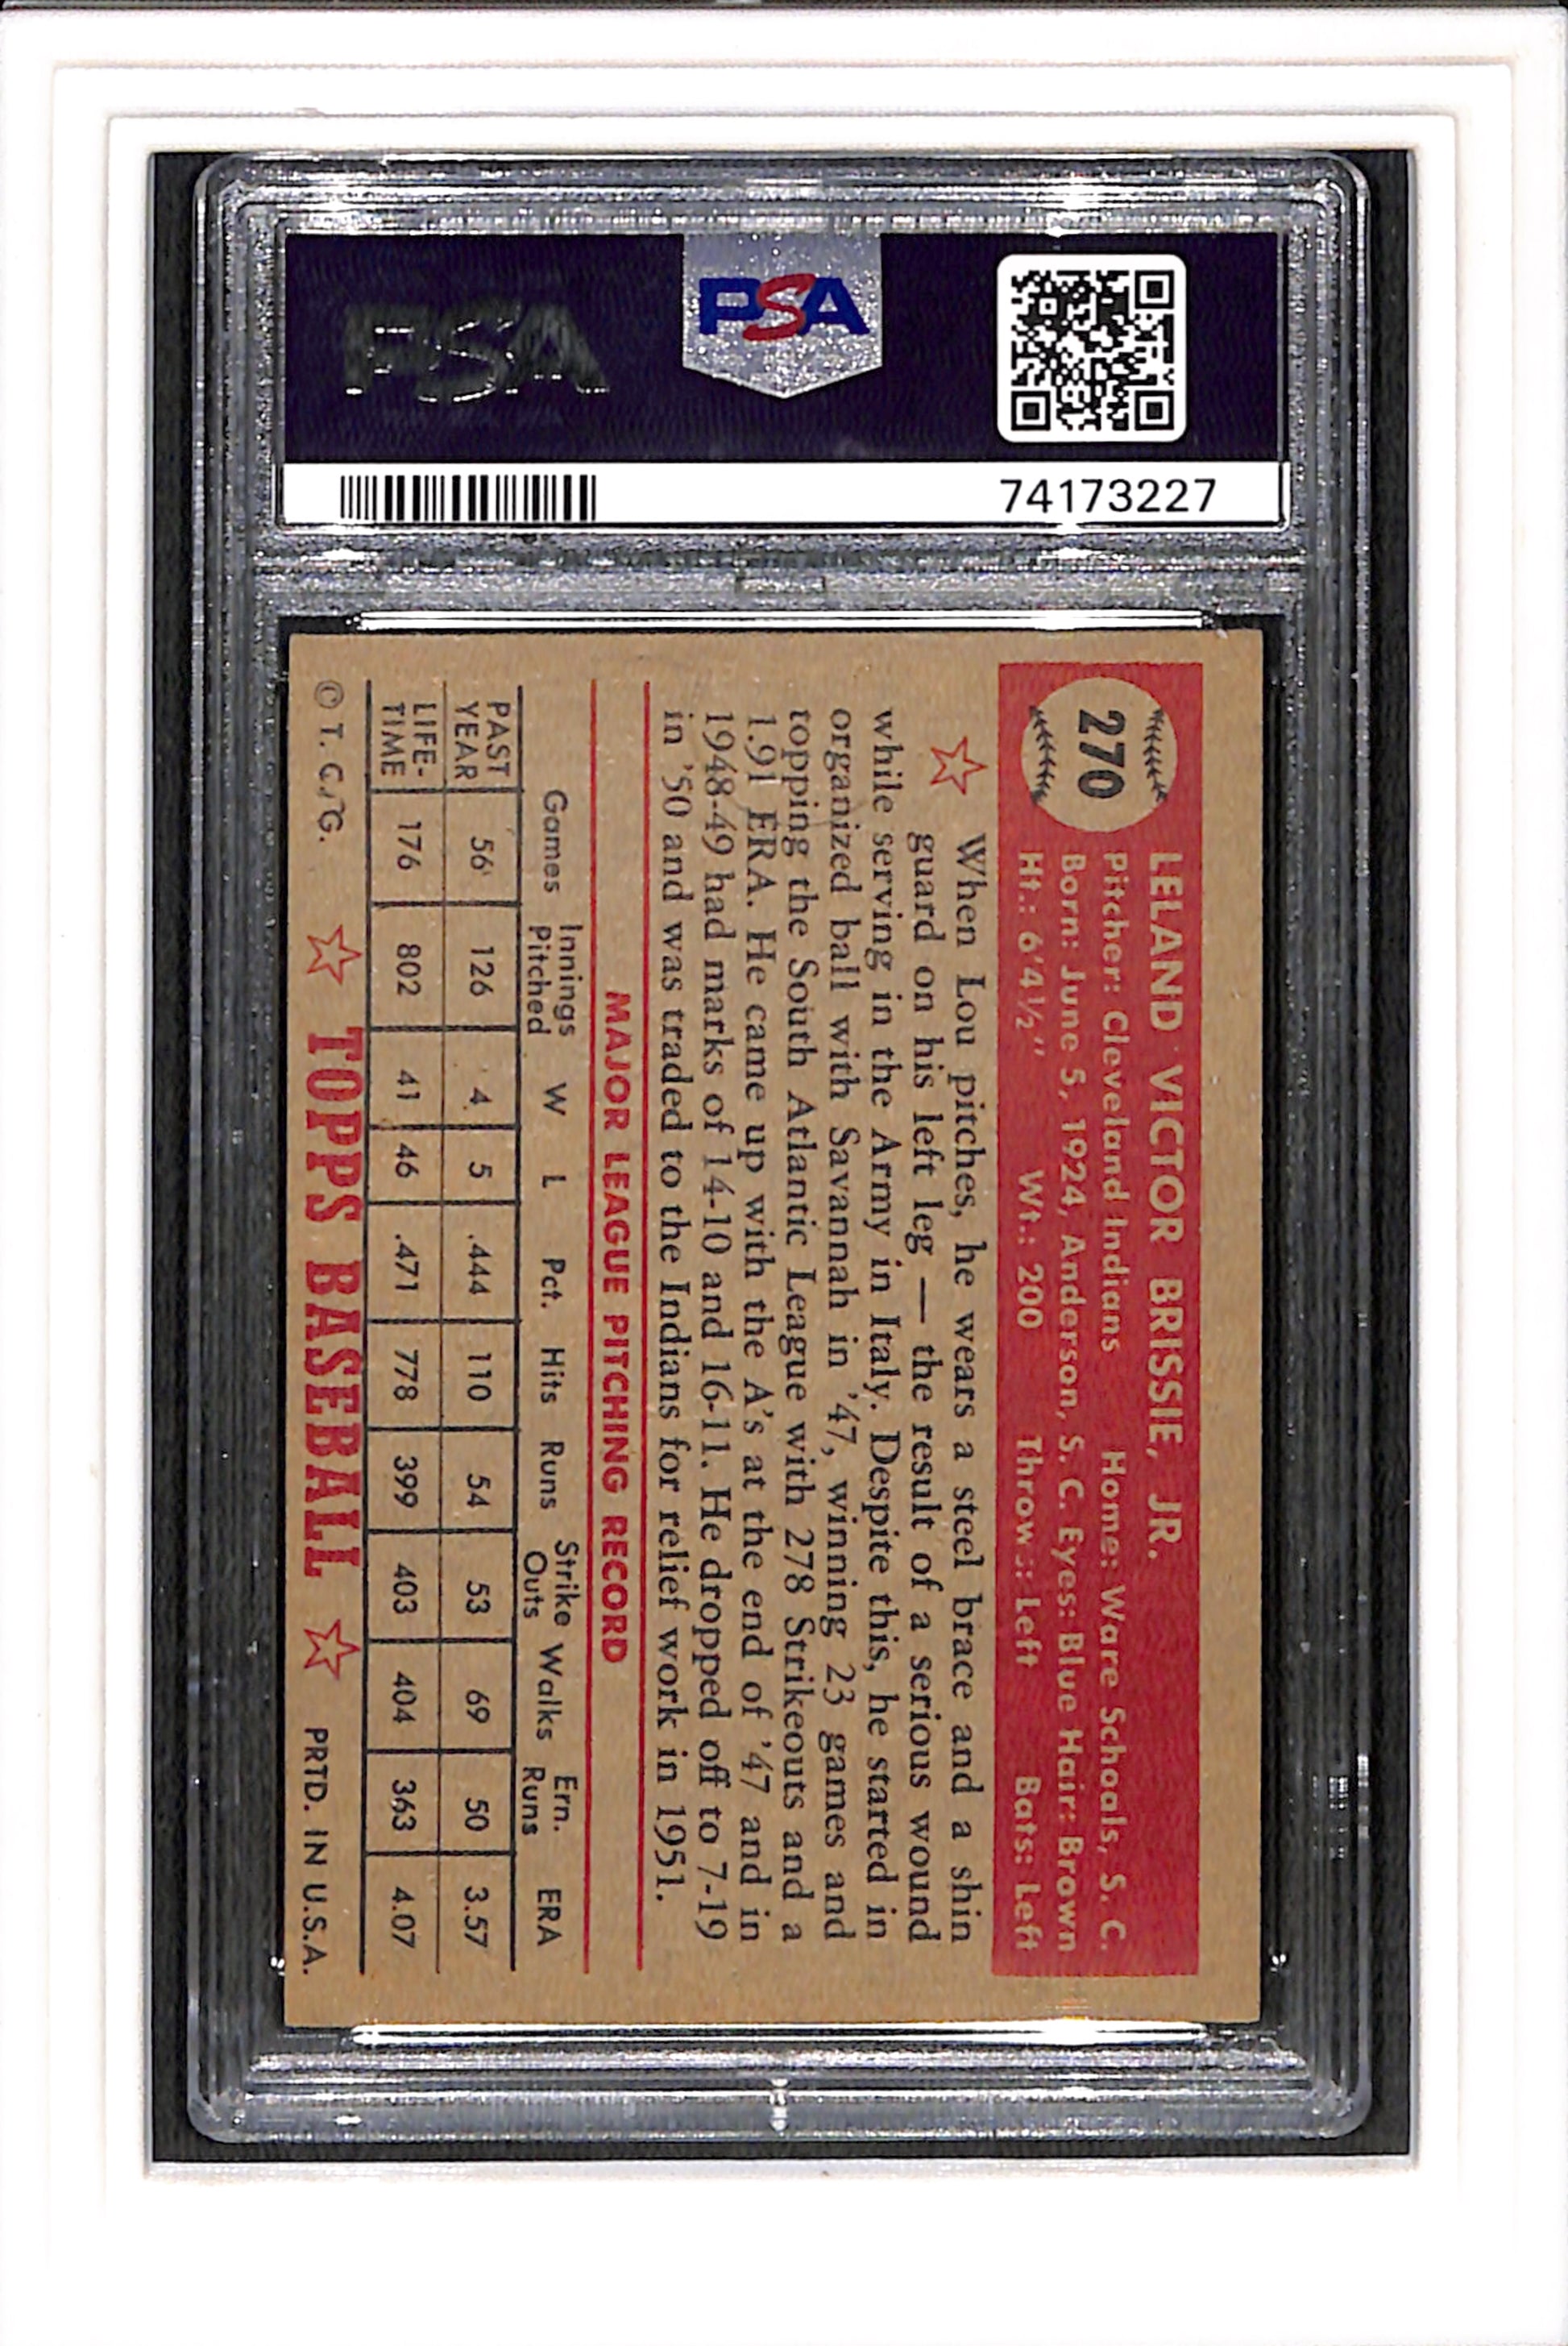 PSA
PSA
74173227
270
LELAND VICTOR BRISSIE, JR.
Pitcher: Cleveland Indians Home: Ware Schoals, S. C.
Born: June 5, 1924, Anderson, S. C. Eyes: Blue Hair: Brown
Ht.: 6'4½" Wt.: 200 Throws: Left Bats: Left
When Lou pitches, he wears a steel brace and a shin
guard on his left leg — the result of a serious wound
while serving in the Army in Italy. Despite this, he started in
organized ball with Savannah in '47, winning 23 games and
topping the South Atlantic League with 278 Strikeouts and a
1.91 ERA. He came up with the A's at the end of '47 and in
1948-49 had marks of 14-10 and 16-11. He dropped off to 7-19
in '50 and was traded to the Indians for relief work in 1951.
MAJOR LEAGUE PITCHING RECORD
Games Innings Pitched W L Pct. Hits Runs Strike Outs Walks Ern. Runs ERA
PAST YEAR 56 126 4 5 .444 110 54 53 69 50 3.57
LIFE-TIME 176 802 41 46 .471 778 399 403 404 363 4.07
© T. C. G. TOPPS BASEBALL PRTD. IN U.S.A.